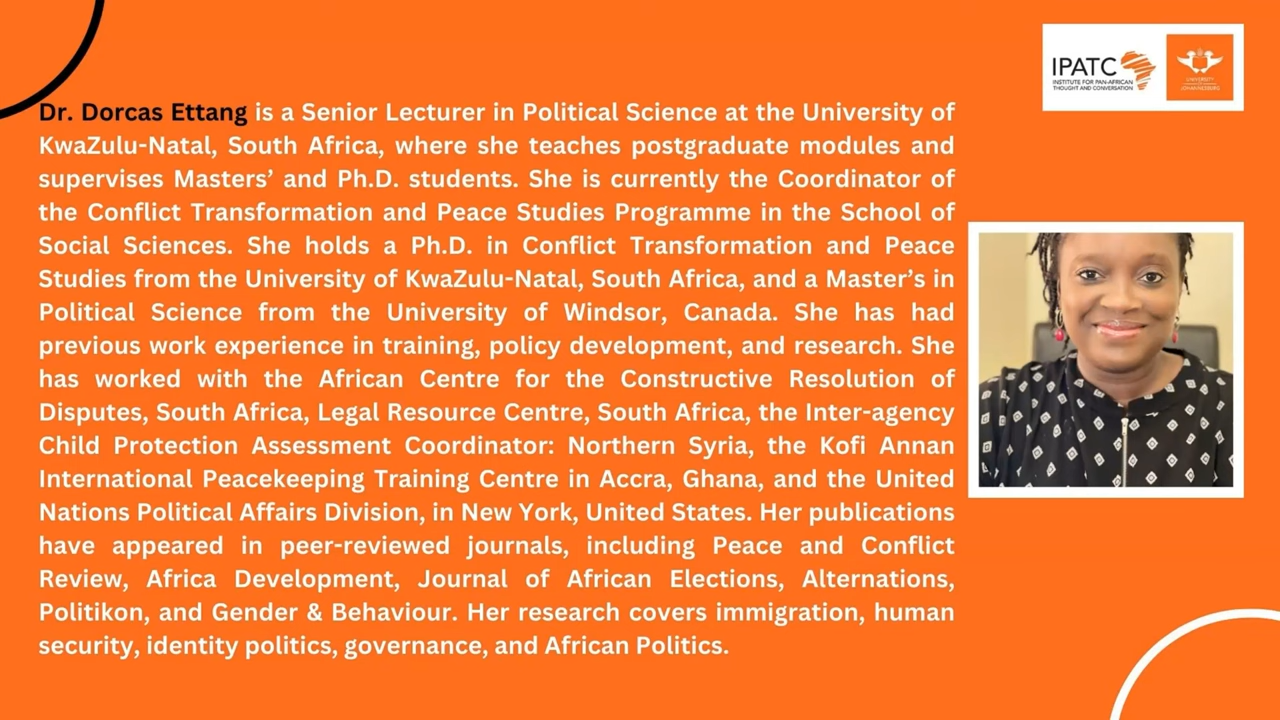 IPATC
INSTITUTE FOR PAN-AFRICAN
THOUGHT AND CONVERSATION
UNIVERSITY
OF
JOHANNESBURG
Dr. Dorcas Ettang is a Senior Lecturer in Political Science at the University of
KwaZulu-Natal, South Africa, where she teaches postgraduate modules and
supervises Masters’ and Ph.D. students. She is currently the Coordinator of
the Conflict Transformation and Peace Studies Programme in the School of
Social Sciences. She holds a Ph.D. in Conflict Transformation and Peace
Studies from the University of KwaZulu-Natal, South Africa, and a Master’s in
Political Science from the University of Windsor, Canada. She has had
previous work experience in training, policy development, and research. She
has worked with the African Centre for the Constructive Resolution of
Disputes, South Africa, Legal Resource Centre, South Africa, the Inter-agency
Child Protection Assessment Coordinator: Northern Syria, the Kofi Annan
International Peacekeeping Training Centre in Accra, Ghana, and the United
Nations Political Affairs Division, in New York, United States. Her publications
have appeared in peer-reviewed journals, including Peace and Conflict
Review, Africa Development, Journal of African Elections, Alternations,
Politikon, and Gender & Behaviour. Her research covers immigration, human
security, identity politics, governance, and African Politics.